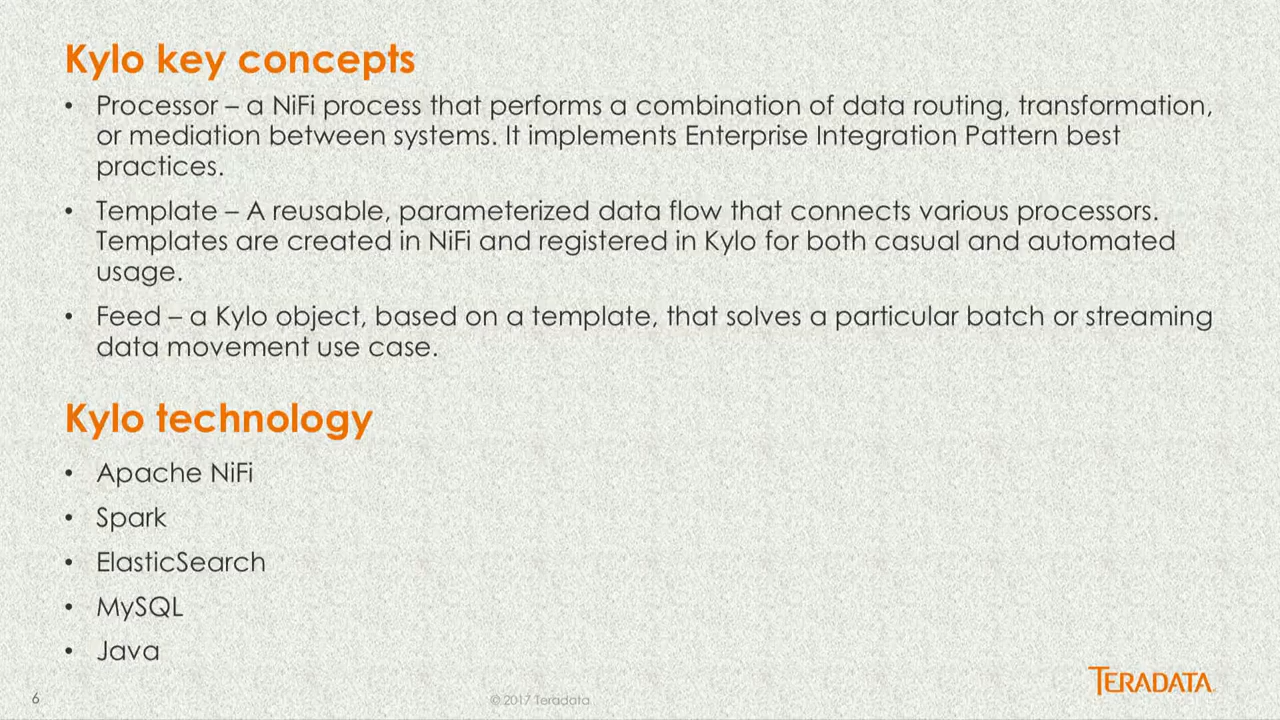 Kylo key concepts
• Processor – a NiFi process that performs a combination of data routing, transformation,
or mediation between systems. It implements Enterprise Integration Pattern best
practices.
• Template – A reusable, parameterized data flow that connects various processors.
Templates are created in NiFi and registered in Kylo for both casual and automated
usage.
• Feed – a Kylo object, based on a template, that solves a particular batch or streaming
data movement use case.
Kylo technology
• Apache NiFi
• Spark
• ElasticSearch
• MySQL
• Java
6
© 2017 Teradata
TERADATA